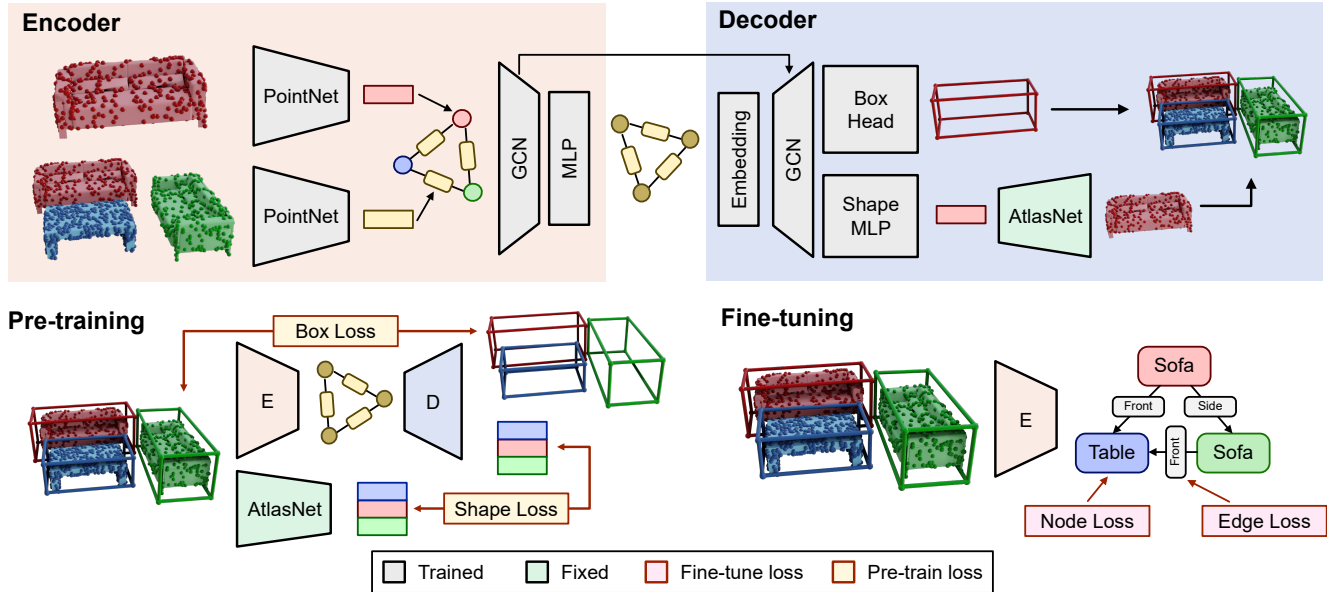 Encoder
PointNet
PointNet
GCN
MLP
Decoder
Embedding
GCN
Box
Head
Shape
MLP
AtlasNet
Pre-training
Box Loss
E
D
AtlasNet
Shape Loss
Fine-tuning
E
Sofa
Front
Side
Table
Front
Sofa
Node Loss
Edge Loss
Trained
Fixed
Fine-tune loss
Pre-train loss